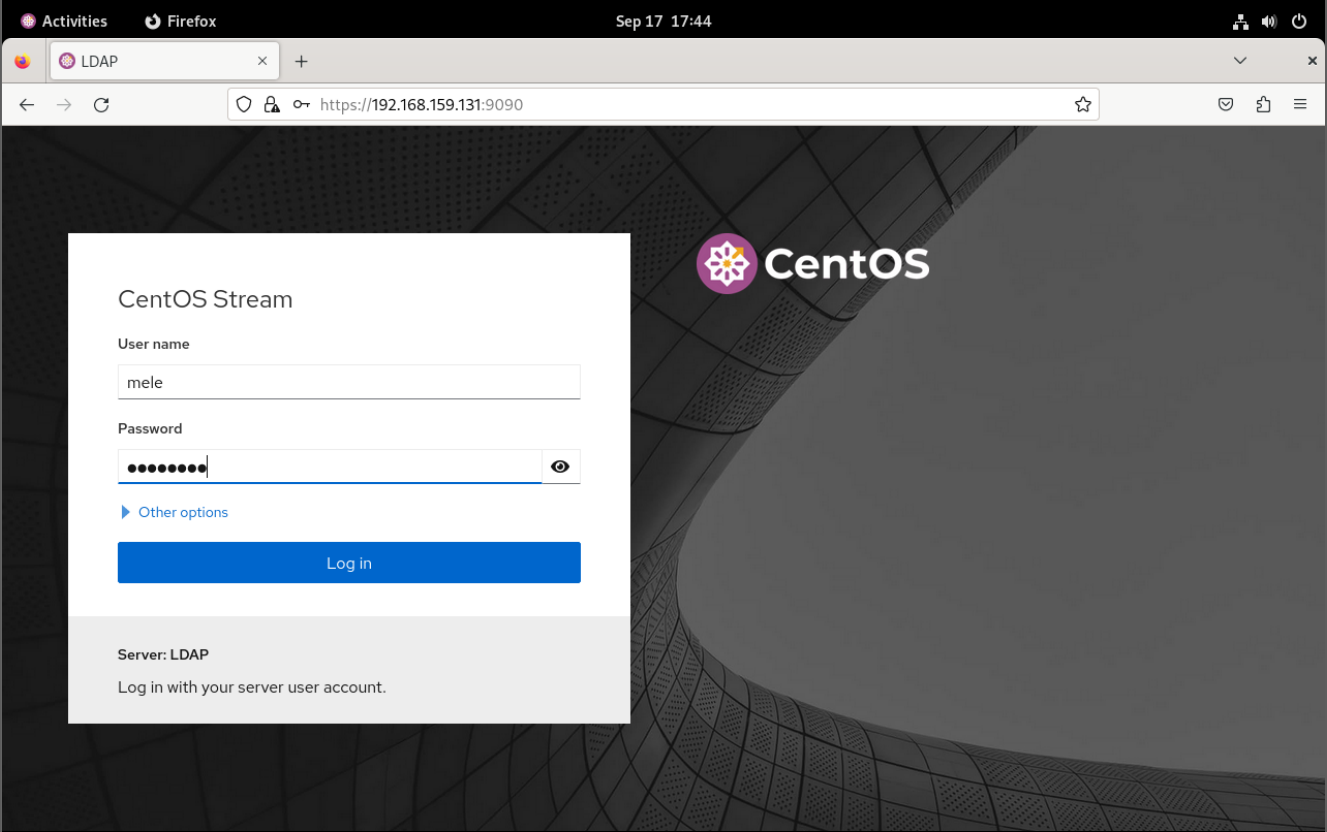 Activities Firefox Sep 17 17:44
LDAP
https://192.168.159.131:9090
CentOS
CentOS Stream
User name
mele
Password
●●●●●●●●
Other options
Log in
Server: LDAP
Log in with your server user account.